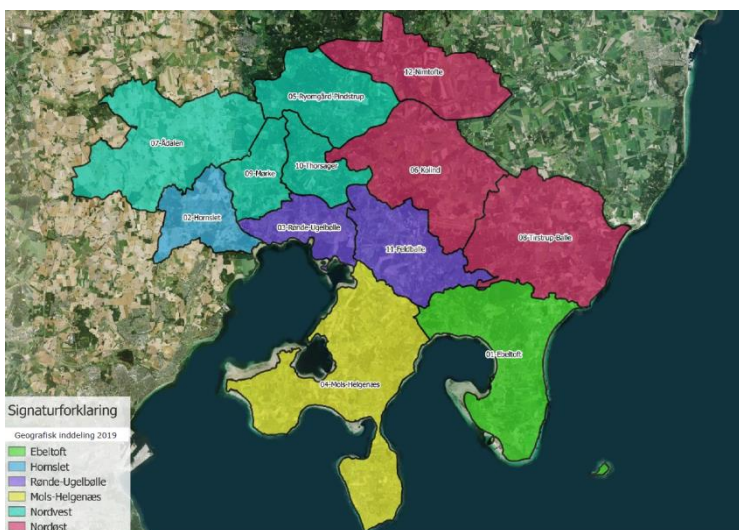 12-Nimtofte
05-Ryomgård-Pindstrup
07-Ådalen
10-Thorsager
09-Mørke
06-Kolind
02-Hornslet
03-Rønde-Ugelbølle
08-Tirstrup-Balle
11-Feldballe
01-Ebeltoft
04-Mols-Helgenæs
Signaturforklaring
Geografisk inddeling 2019
Ebeltoft
Hornslet
Rønde-Ugelbølle
Mols-Helgenæs
Nordvest
Nordøst